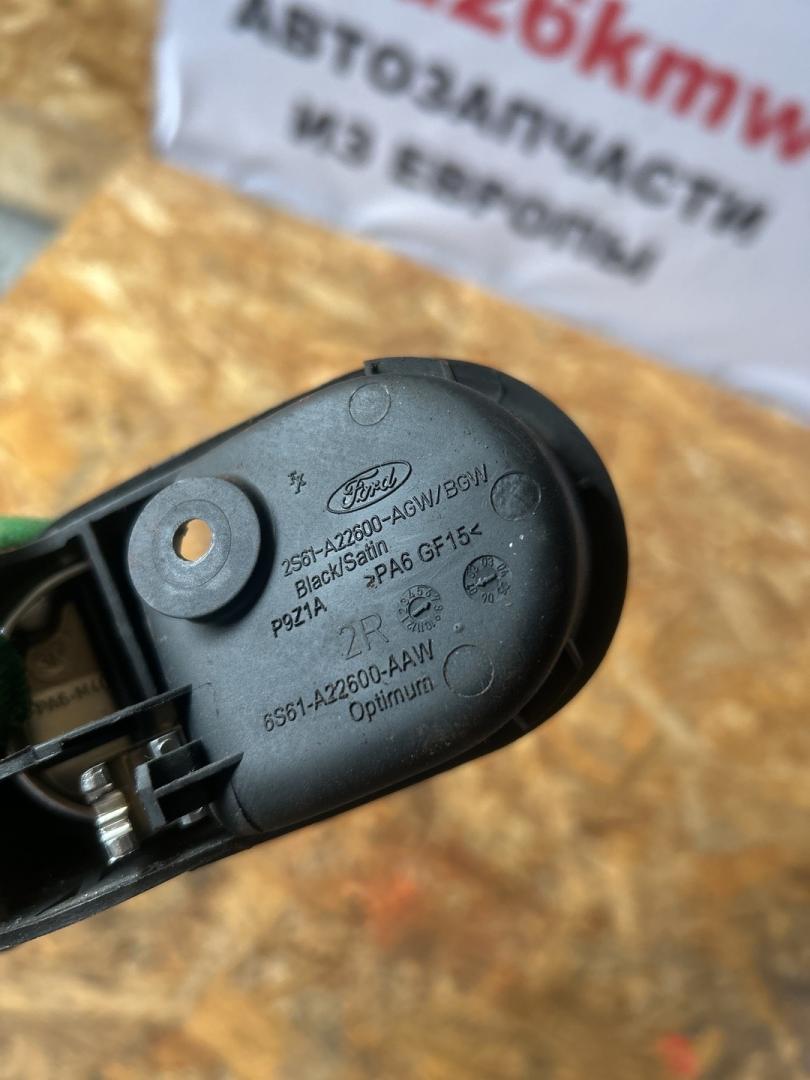 26kmw
АВТОЗАПЧАСТИ
ИЗ ЕВРОПЫ
FX
Ford
2S61-A22600-AGW/BGW
Black/Satin
>PA6 GF15<
P9Z1A
2R
6S61-A22600-AAW
Optimum